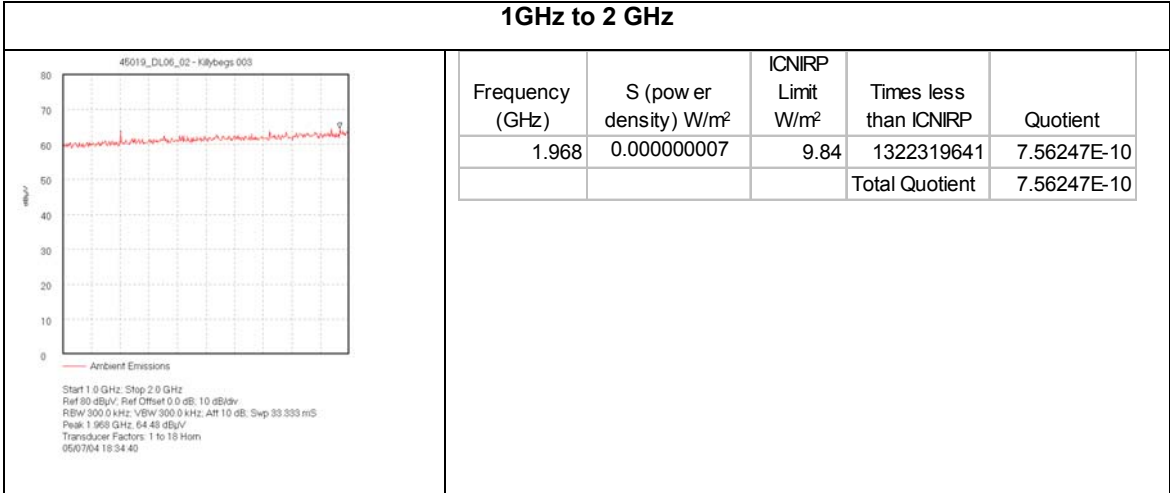 1GHz to 2 GHz
45019_DL06_02 - Killybegs 003
80
70
60
50
40
30
20
10
0
dBµV
Ambient Emissions
Start 1.0 GHz; Stop 2.0 GHz
Ref 80 dBµV; Ref Offset 0.0 dB; 10 dB/div
RBW 300.0 kHz; VBW 300.0 kHz; Att 10 dB; Swp 33.333 mS
Peak 1.968 GHz, 64.48 dBµV
Transducer Factors: 1 to 18 Horn
05/07/04 18:34:40
Frequency (GHz) S (pow er density) W/m² ICNIRP Limit W/m² Times less than ICNIRP Quotient
1.968 0.000000007 9.84 1322319641 7.56247E-10
Total Quotient 7.56247E-10